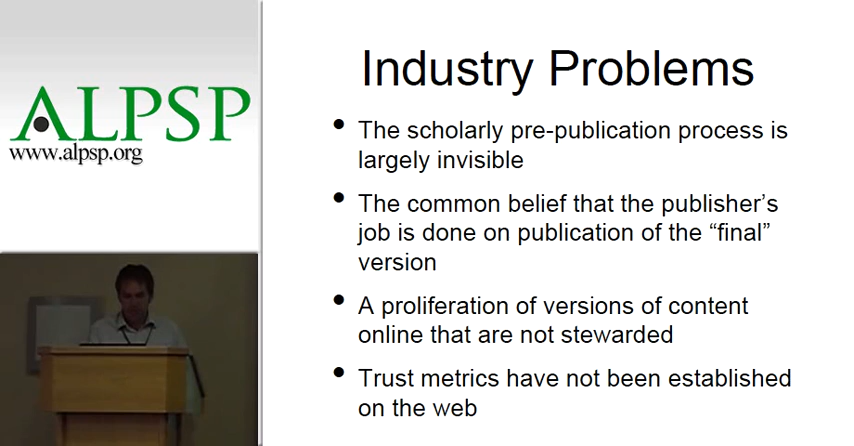 ALPSP
www.alpsp.org
Industry Problems
• The scholarly pre-publication process is
largely invisible
• The common belief that the publisher's
job is done on publication of the “final”
version
• A proliferation of versions of content
online that are not stewarded
• Trust metrics have not been established
on the web